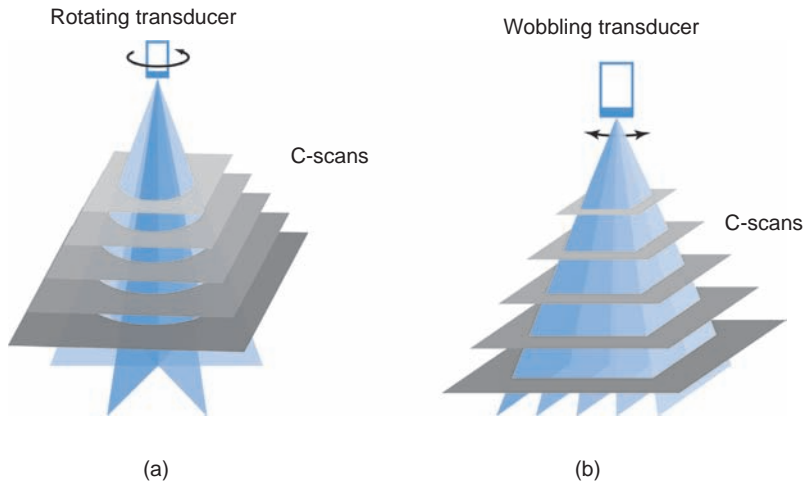 Rotating transducer
Wobbling transducer
C-scans
C-scans
(a)
(b)